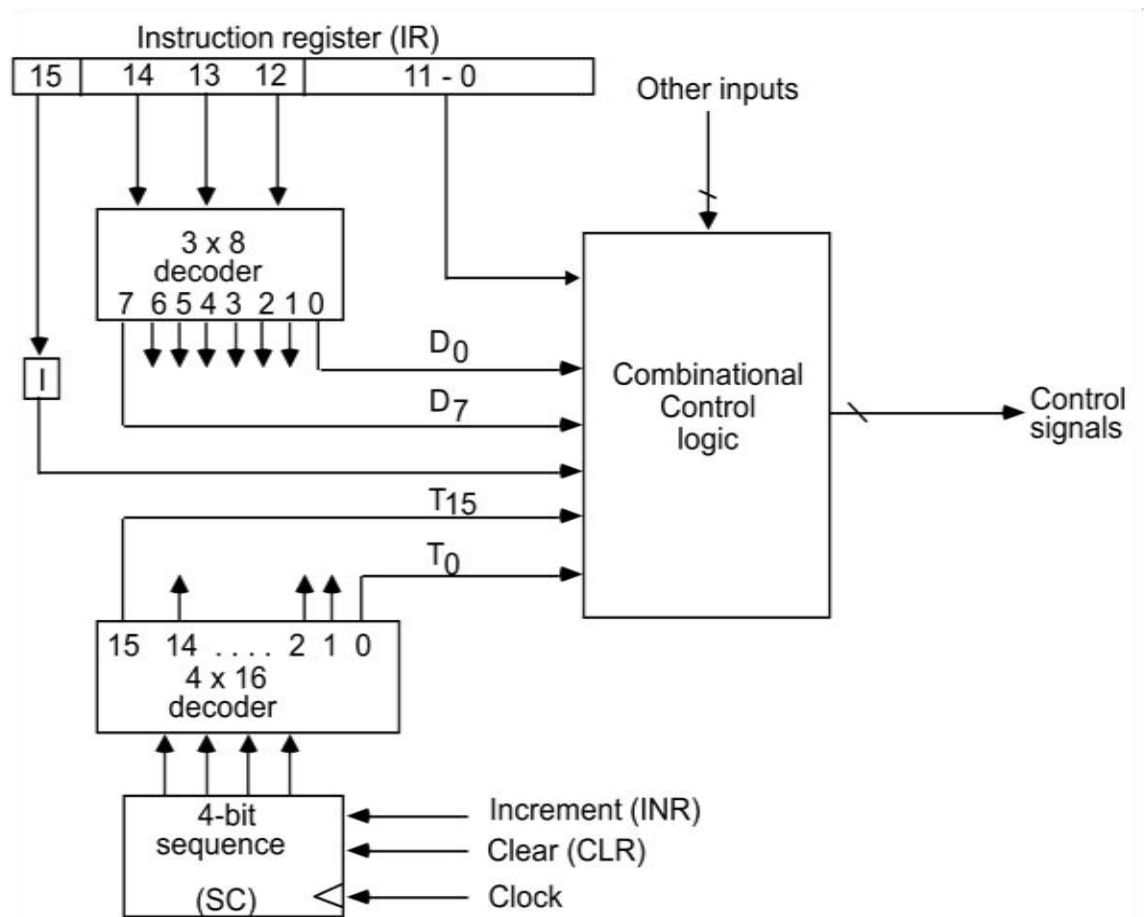 Instruction register (IR)
15 14 13 12 11 - 0
Other inputs
3 x 8
decoder
7 6 5 4 3 2 1 0
D0
I
D7
Combinational
Control
logic
Control
signals
T15
T0
15 14 .... 2 1 0
4 x 16
decoder
4-bit
sequence
(SC)
Increment (INR)
Clear (CLR)
Clock